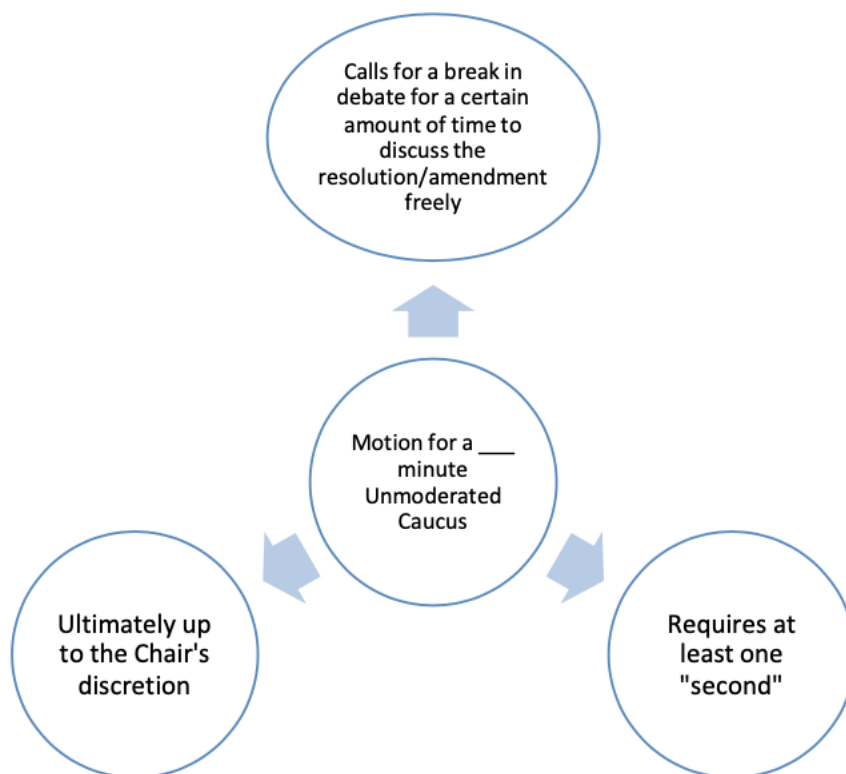 Calls for a break in
debate for a certain
amount of time to
discuss the
resolution/amendment
freely
Motion for a ___
minute
Unmoderated
Caucus
Ultimately up
to the Chair's
discretion
Requires at
least one
"second"